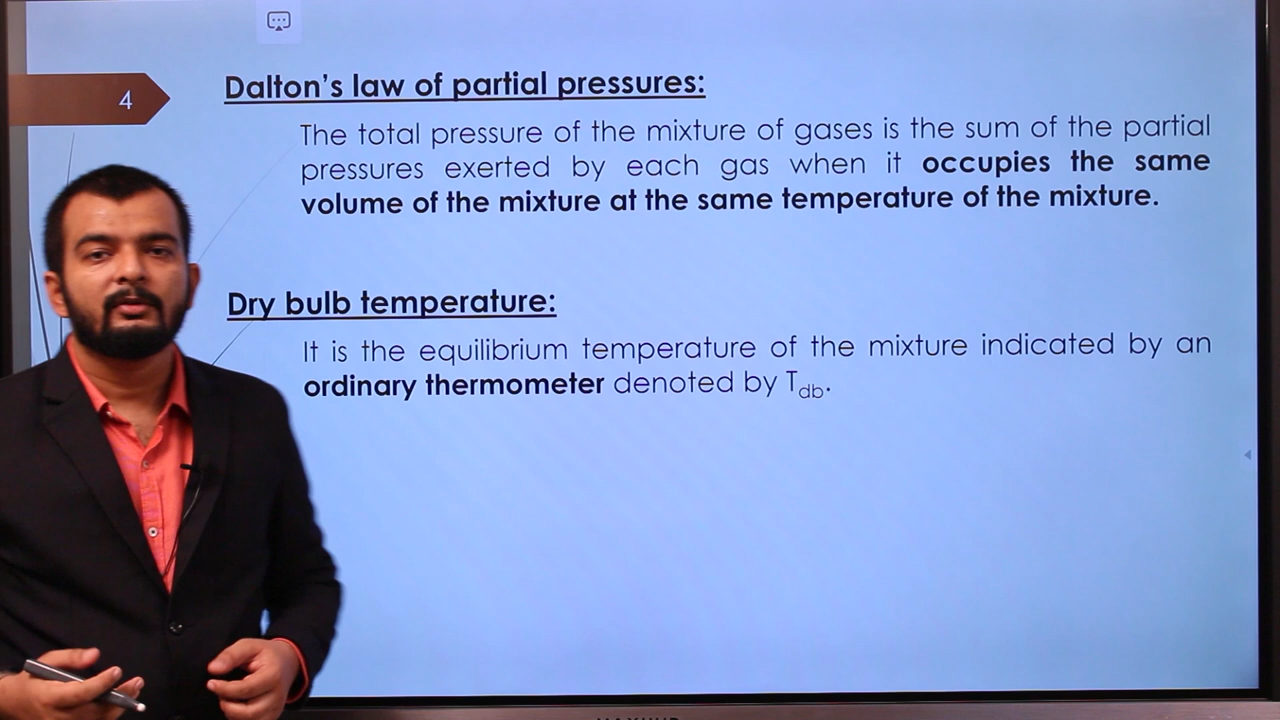 4
Dalton’s law of partial pressures:
The total pressure of the mixture of gases is the sum of the partial
pressures exerted by each gas when it occupies the same
volume of the mixture at the same temperature of the mixture.
Dry bulb temperature:
It is the equilibrium temperature of the mixture indicated by an
ordinary thermometer denoted by Tdb.